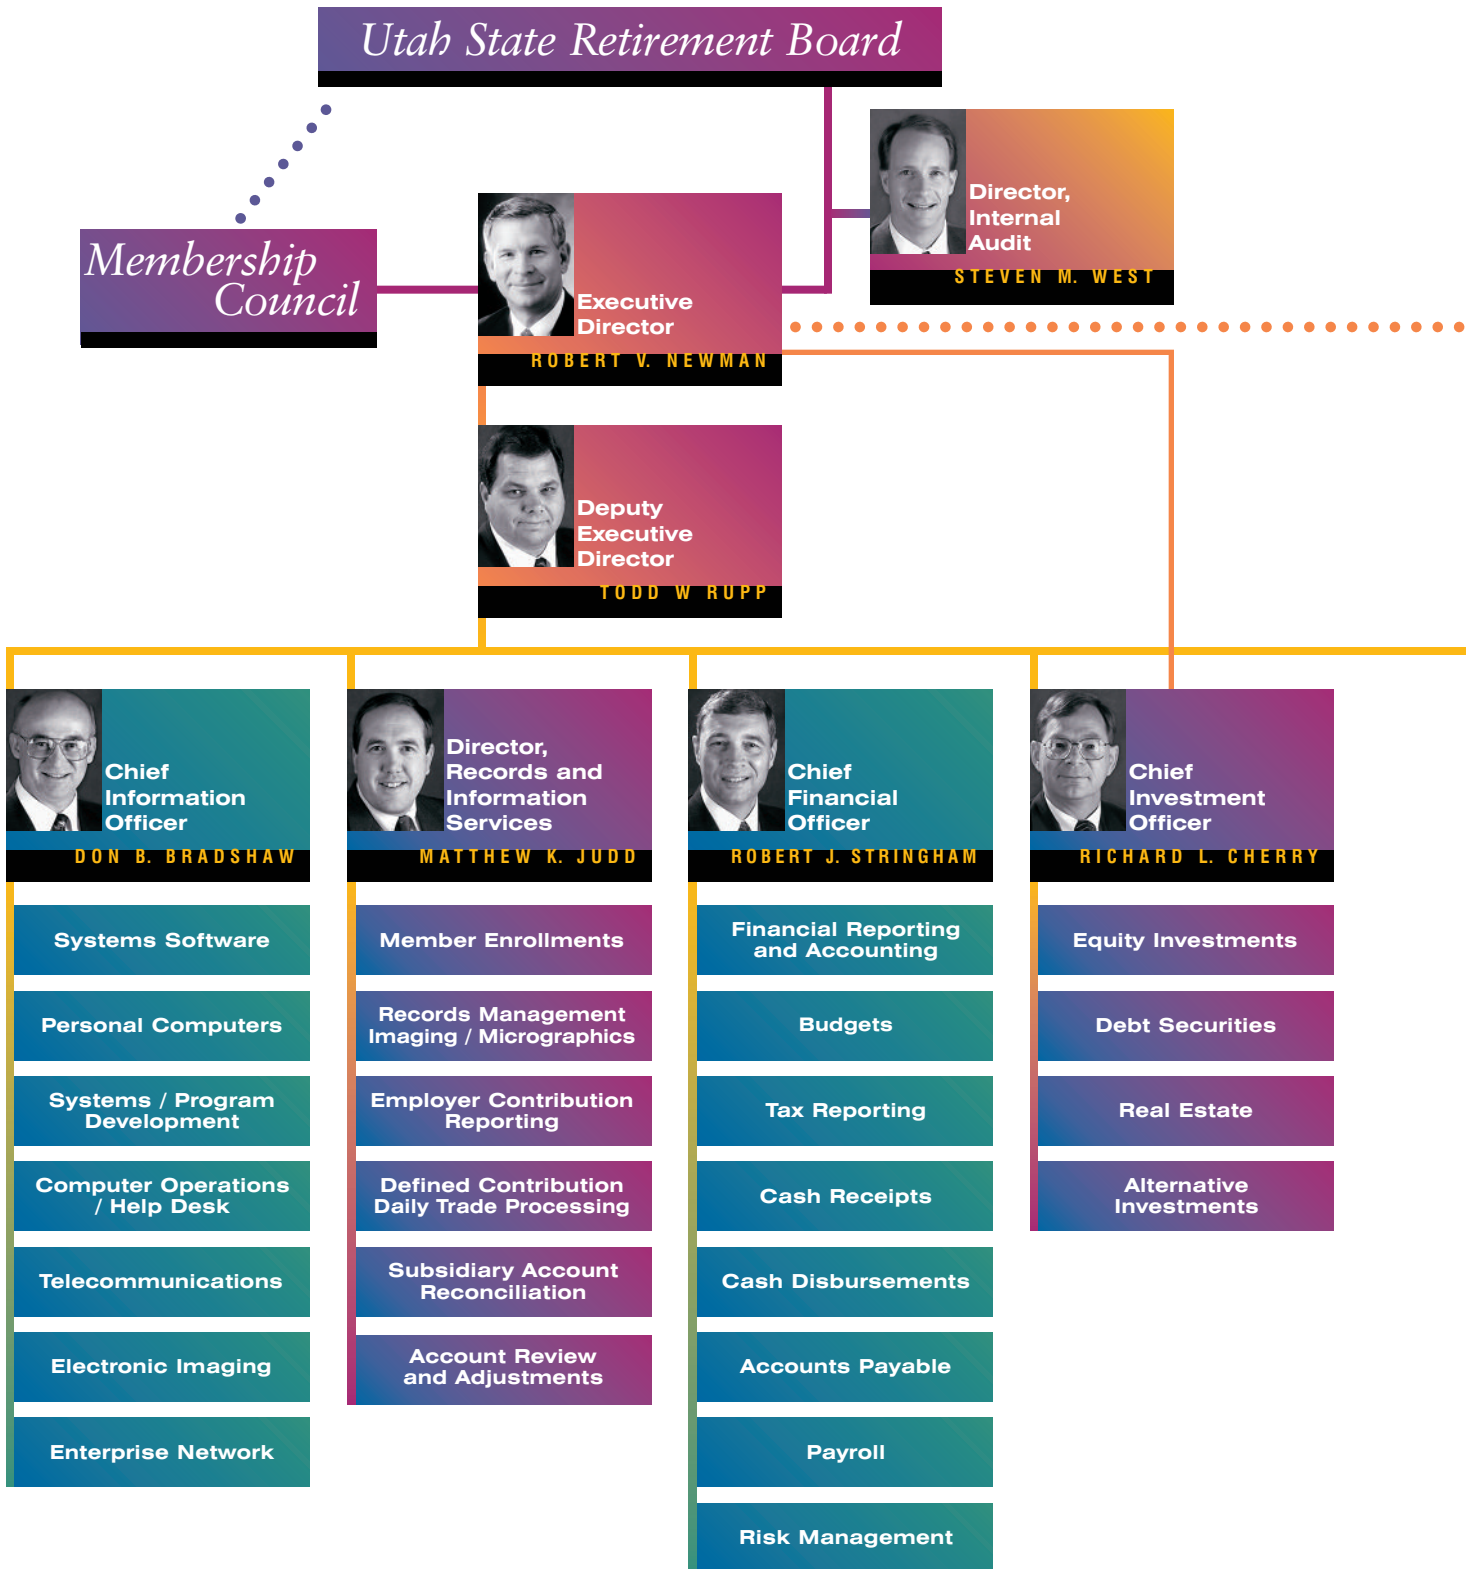 Utah State Retirement Board
Director,
Internal
Audit
STEVEN M. WEST
Membership
Council
Executive
Director
ROBERT V. NEWMAN
Deputy
Executive
Director
TODD W RUPP
Chief
Information
Officer
DON B. BRADSHAW
Systems Software
Personal Computers
Systems / Program
Development
Computer Operations
/ Help Desk
Telecommunications
Electronic Imaging
Enterprise Network
Director,
Records and
Information
Services
MATTHEW K. JUDD
Member Enrollments
Records Management
Imaging / Micrographics
Employer Contribution
Reporting
Defined Contribution
Daily Trade Processing
Subsidiary Account
Reconciliation
Account Review
and Adjustments
Chief
Financial
Officer
ROBERT J. STRINGHAM
Financial Reporting
and Accounting
Budgets
Tax Reporting
Cash Receipts
Cash Disbursements
Accounts Payable
Payroll
Risk Management
Chief
Investment
Officer
RICHARD L. CHERRY
Equity Investments
Debt Securities
Real Estate
Alternative
Investments